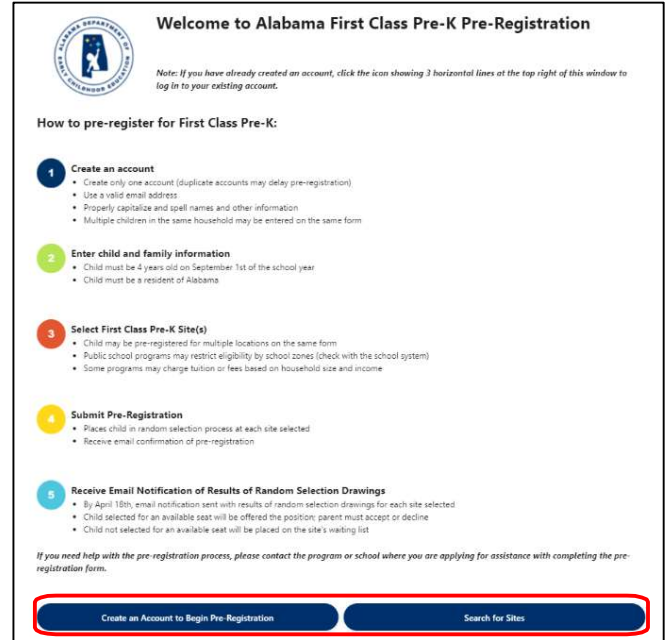 ALABAMA DEPARTMENT OF
EARLY CHILDHOOD EDUCATION
Welcome to Alabama First Class Pre-K Pre-Registration
Note: If you have already created an account, click the icon showing 3 horizontal lines at the top right of this window to
log in to your existing account.
How to pre-register for First Class Pre-K:
1
Create an account
• Create only one account (duplicate accounts may delay pre-registration)
• Use a valid email address
• Properly capitalize and spell names and other information
• Multiple children in the same household may be entered on the same form
2
Enter child and family information
• Child must be 4 years old on September 1st of the school year
• Child must be a resident of Alabama
3
Select First Class Pre-K Site(s)
• Child may be pre-registered for multiple locations on the same form
• Public school programs may restrict eligibility by school zones (check with the school system)
• Some programs may charge tuition or fees based on household size and income
4
Submit Pre-Registration
• Places child in random selection process at each site selected
• Receive email confirmation of pre-registration
5
Receive Email Notification of Results of Random Selection Drawings
• By April 18th, email notification sent with results of random selection drawings for each site selected
• Child selected for an available seat will be offered the position; parent must accept or decline
• Child not selected for an available seat will be placed on the site's waiting list
If you need help with the pre-registration process, please contact the program or school where you are applying for assistance with completing the pre-
registration form.
Create an Account to Begin Pre-Registration
Search for Sites